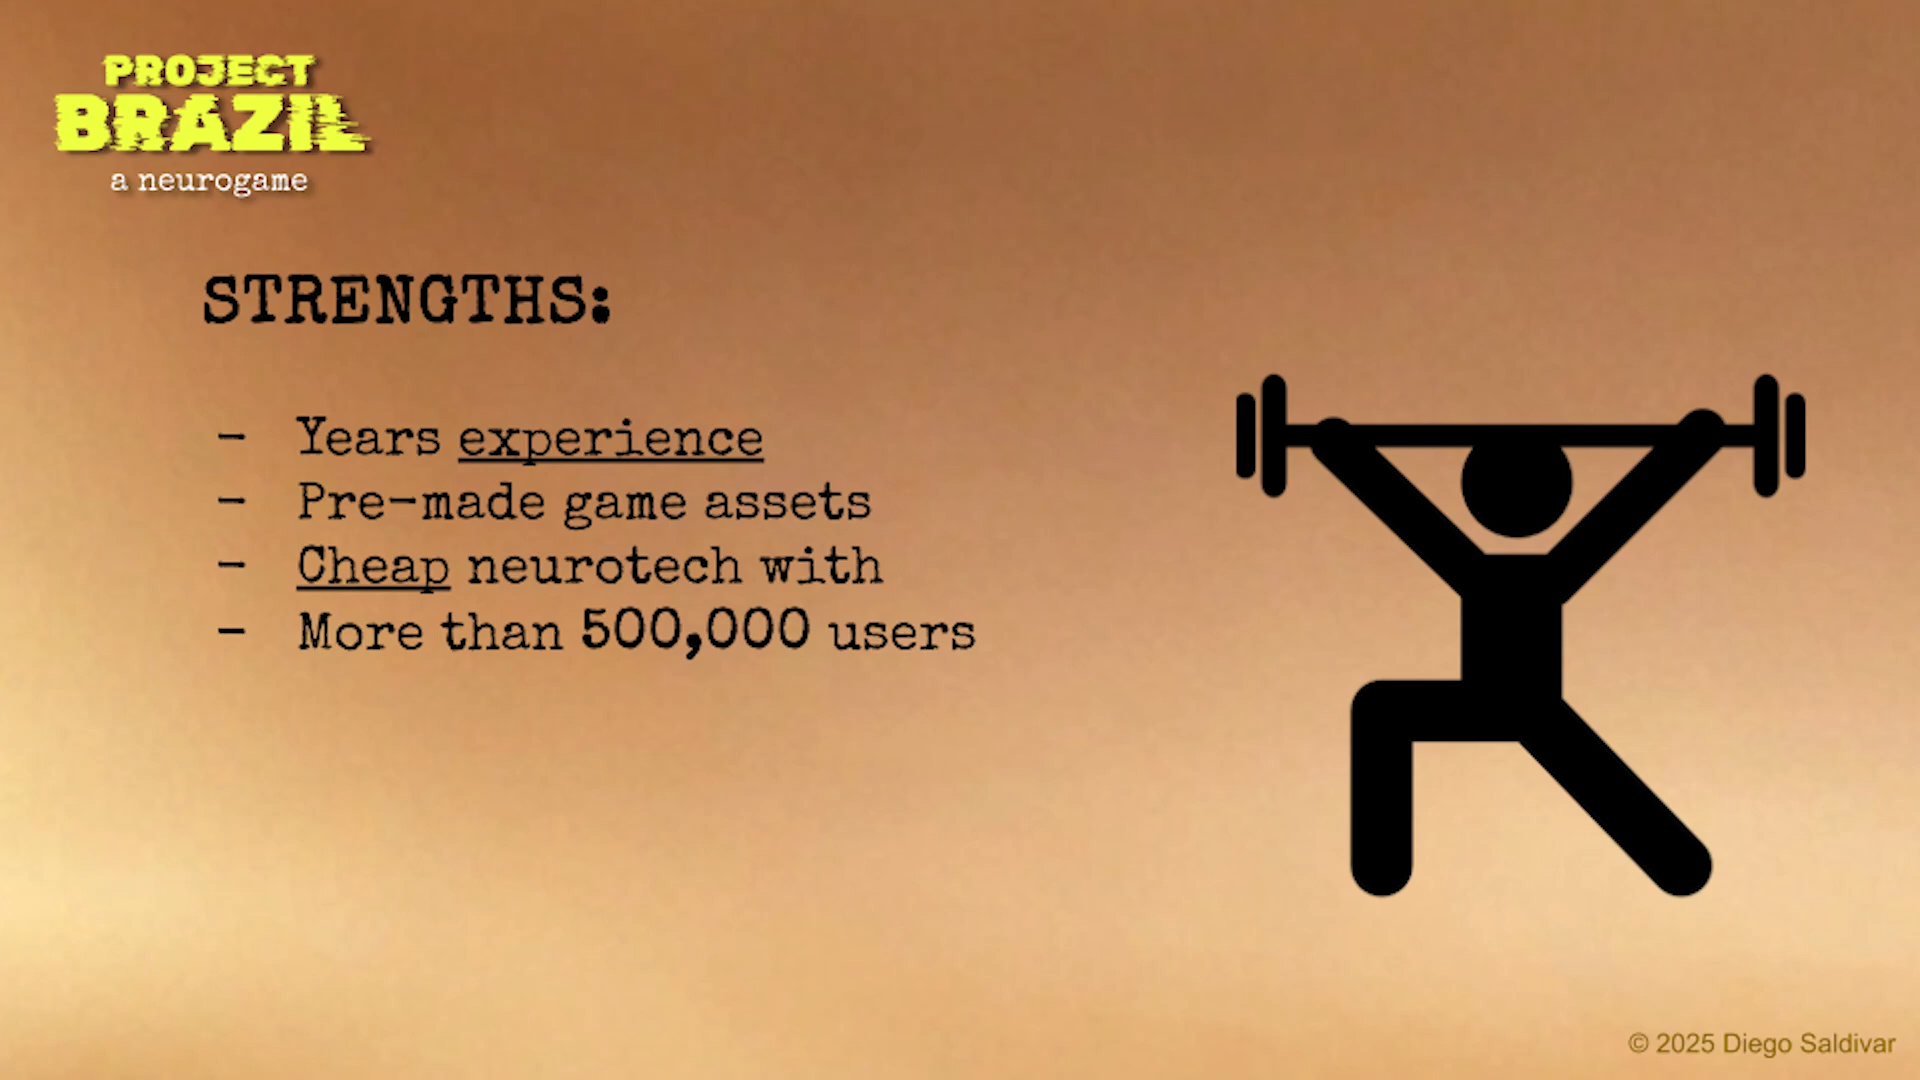 PROJECT
BRAZIL
a neurogame
STRENGTHS:
- Years experience
- Pre-made game assets
- Cheap neurotech with
- More than 500,000 users
© 2025 Diego Saldivar